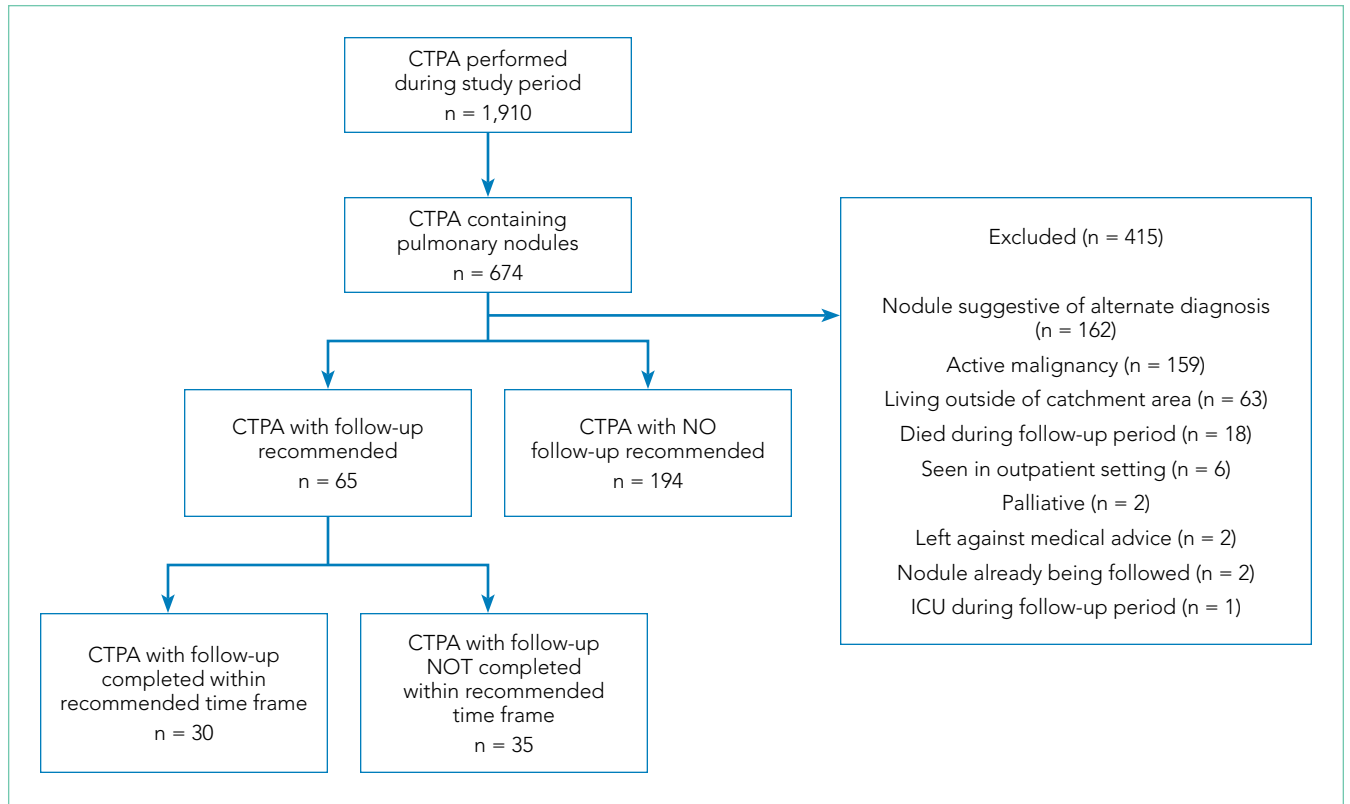 CTPA performed
during study period
n = 1,910
CTPA containing
pulmonary nodules
n = 674
Excluded (n = 415)
Nodule suggestive of alternate diagnosis
(n = 162)
Active malignancy (n = 159)
Living outside of catchment area (n = 63)
Died during follow-up period (n = 18)
Seen in outpatient setting (n = 6)
Palliative (n = 2)
Left against medical advice (n = 2)
Nodule already being followed (n = 2)
ICU during follow-up period (n = 1)
CTPA with follow-up
recommended
n = 65
CTPA with NO
follow-up recommended
n = 194
CTPA with follow-up
completed within
recommended time frame
n = 30
CTPA with follow-up
NOT completed
within recommended
time frame
n = 35